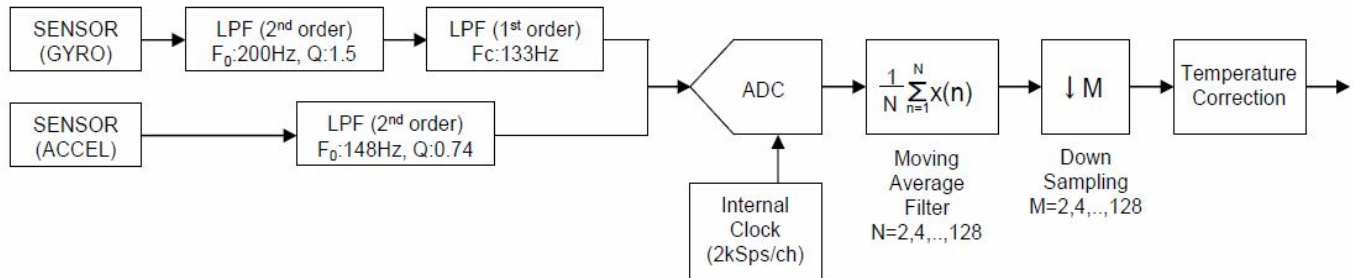 SENSOR
(GYRO)
LPF (2nd order)
F0:200Hz, Q:1.5
LPF (1st order)
Fc:133Hz
SENSOR
(ACCEL)
LPF (2nd order)
F0:148Hz, Q:0.74
ADC
Internal
Clock
(2kSps/ch)
1/N N∑n=1 x(n)
Moving
Average
Filter
N=2,4,..,128
↓ M
Down
Sampling
M=2,4,..,128
Temperature
Correction